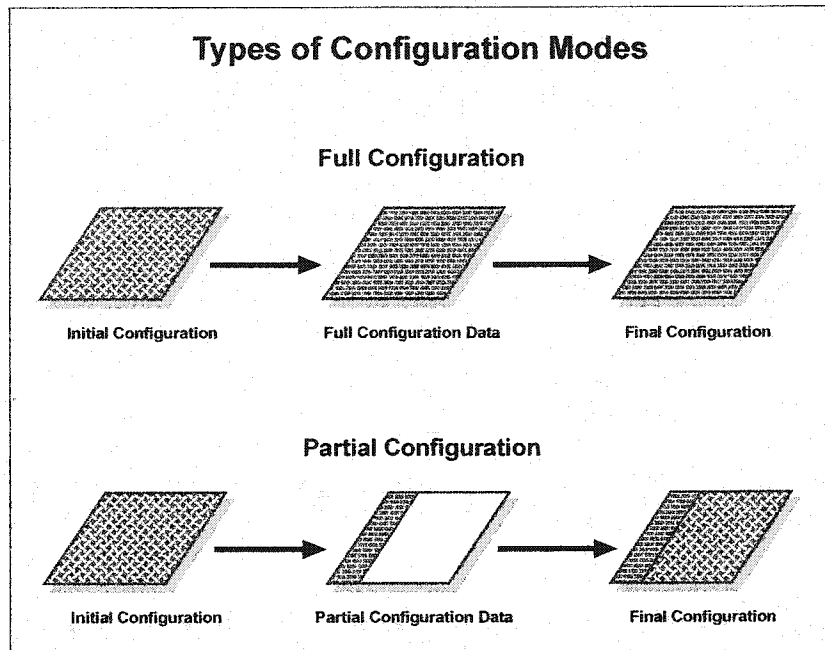 Types of Configuration Modes
Full Configuration
Initial Configuration
Full Configuration Data
Final Configuration
Partial Configuration
Initial Configuration
Partial Configuration Data
Final Configuration